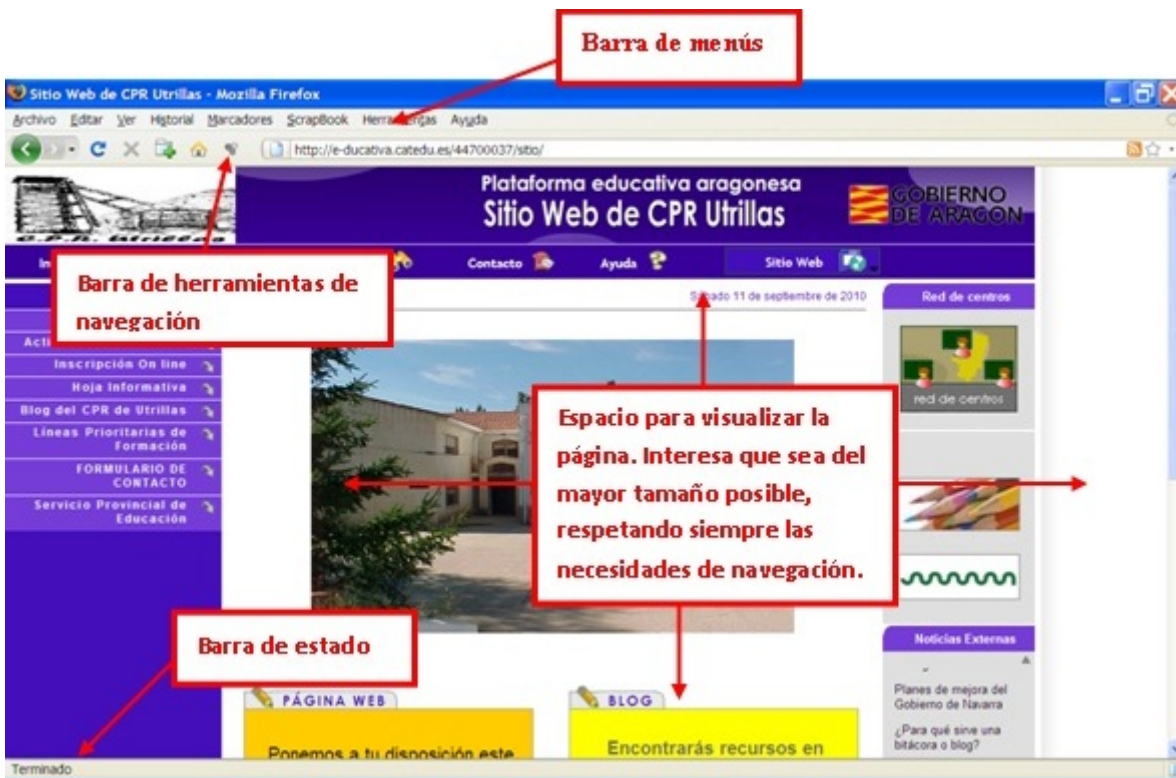 Barra de menús
Sitio Web de CPR Utrillas - Mozilla Firefox
Archivo Editar Ver Historial Marcadores ScrapBook Herramientas Ayuda
http://e-ducativa.catedu.es/44700037/sitio/
Plataforma educativa aragonesa
Sitio Web de CPR Utrillas
GOBIERNO
DE ARAGON
C.P.R. Utrillas
Contacto
Ayuda
Sitio Web
Barra de herramientas de
navegación
Sábado 11 de septiembre de 2010
Red de centros
Inscripción On line
Hoja Informativa
Blog del CPR de Utrillas
Líneas Prioritarias de
Formación
FORMULARIO DE
CONTACTO
Servicio Provincial de
Educación
red de centros
Espacio para visualizar la
página. Interesa que sea del
mayor tamaño posible,
respetando siempre las
necesidades de navegación.
Barra de estado
Noticias Externas
Planes de mejora del
Gobierno de Navarra
¿Para qué sirve una
bitácora o blog?
PÁGINA WEB
Ponemos a tu disposición este
BLOG
Encontrarás recursos en
Terminado